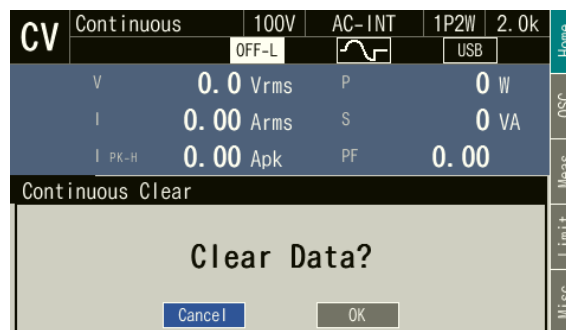 CV Continuous 100V AC-INT 1P2W 2.0k
OFF-L USB
V 0.0 Vrms P 0 W
I 0.00 Arms S 0 VA
I PK-H 0.00 Apk PF 0.00
Continuous Clear
Clear Data?
Cancel OK
Home
OSC
Meas
Limit
Misc